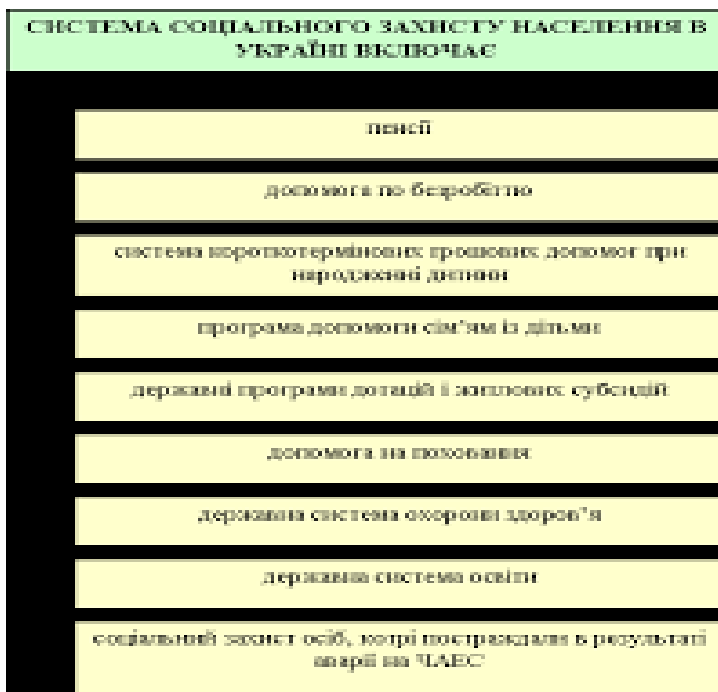 СИСТЕМА СОЦІАЛЬНОГО ЗАХИСТУ НАСЕЛЕННЯ В
УКРАЇНІ ВКЛЮЧАЄ
пенсії
допомога по безробіттю
система короткотермінових грошових допомог при
народженні дитини
програма допомоги сім’ям із дітьми
державні програми дотацій і житлових субсидій
допомога на поховання
державна система охорони здоров’я
державна система освіти
соціальний захист осіб, котрі постраждали в результаті
аварії на ЧАЕС